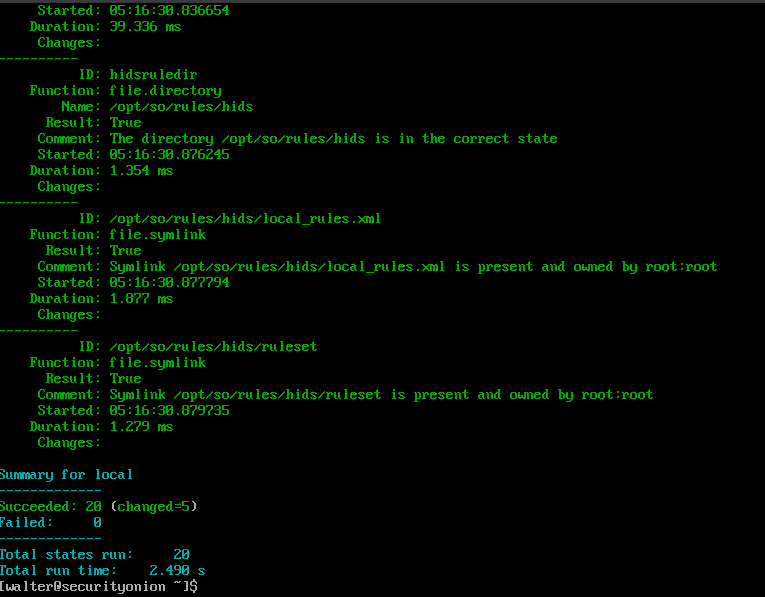 Started: 05:16:30.836654
Duration: 39.336 ms
Changes:
----------
ID: hidsruledir
Function: file.directory
Name: /opt/so/rules/hids
Result: True
Comment: The directory /opt/so/rules/hids is in the correct state
Started: 05:16:30.876245
Duration: 1.354 ms
Changes:
----------
ID: /opt/so/rules/hids/local_rules.xml
Function: file.symlink
Result: True
Comment: Symlink /opt/so/rules/hids/local_rules.xml is present and owned by root:root
Started: 05:16:30.877794
Duration: 1.877 ms
Changes:
----------
ID: /opt/so/rules/hids/ruleset
Function: file.symlink
Result: True
Comment: Symlink /opt/so/rules/hids/ruleset is present and owned by root:root
Started: 05:16:30.879735
Duration: 1.279 ms
Changes:
Summary for local
-------------
Succeeded: 20 (changed=5)
Failed: 0
-------------
Total states run: 20
Total run time: 2.490 s
[walter@securityonion ~]$